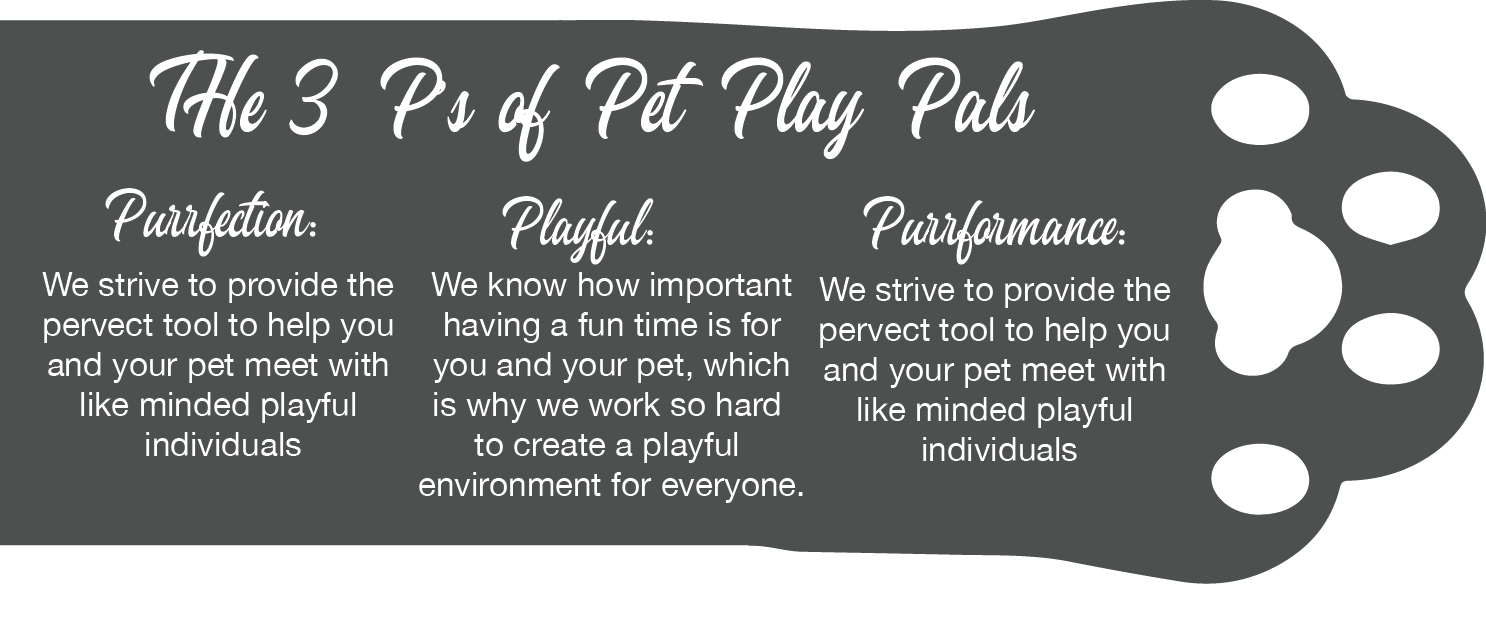 THe 3 P's of Pet Play Pals
Purrfection:
We strive to provide the
pervect tool to help you
and your pet meet with
like minded playful
individuals
Playful:
We know how important
having a fun time is for
you and your pet, which
is why we work so hard
to create a playful
environment for everyone.
Purrformance:
We strive to provide the
pervect tool to help you
and your pet meet with
like minded playful
individuals